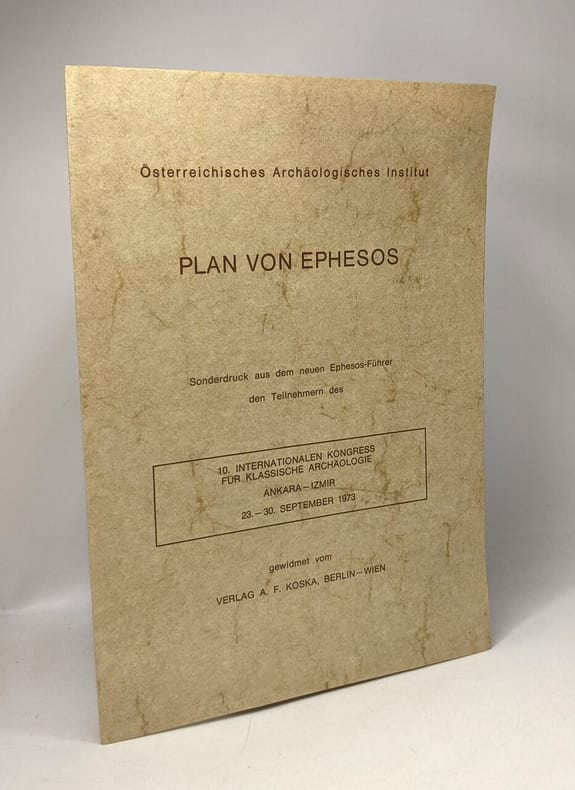 Österreichisches Archäologisches Institut
PLAN VON EPHESOS
Sonderdruck aus dem neuen Ephesos-Führer
den Teilnehmern des
10. INTERNATIONALEN KONGRESS
FÜR KLASSISCHE ARCHÄOLOGIE
ANKARA–IZMIR
23.–30. SEPTEMBER 1973
gewidmet vom
VERLAG A. F. KOSKA, BERLIN–WIEN